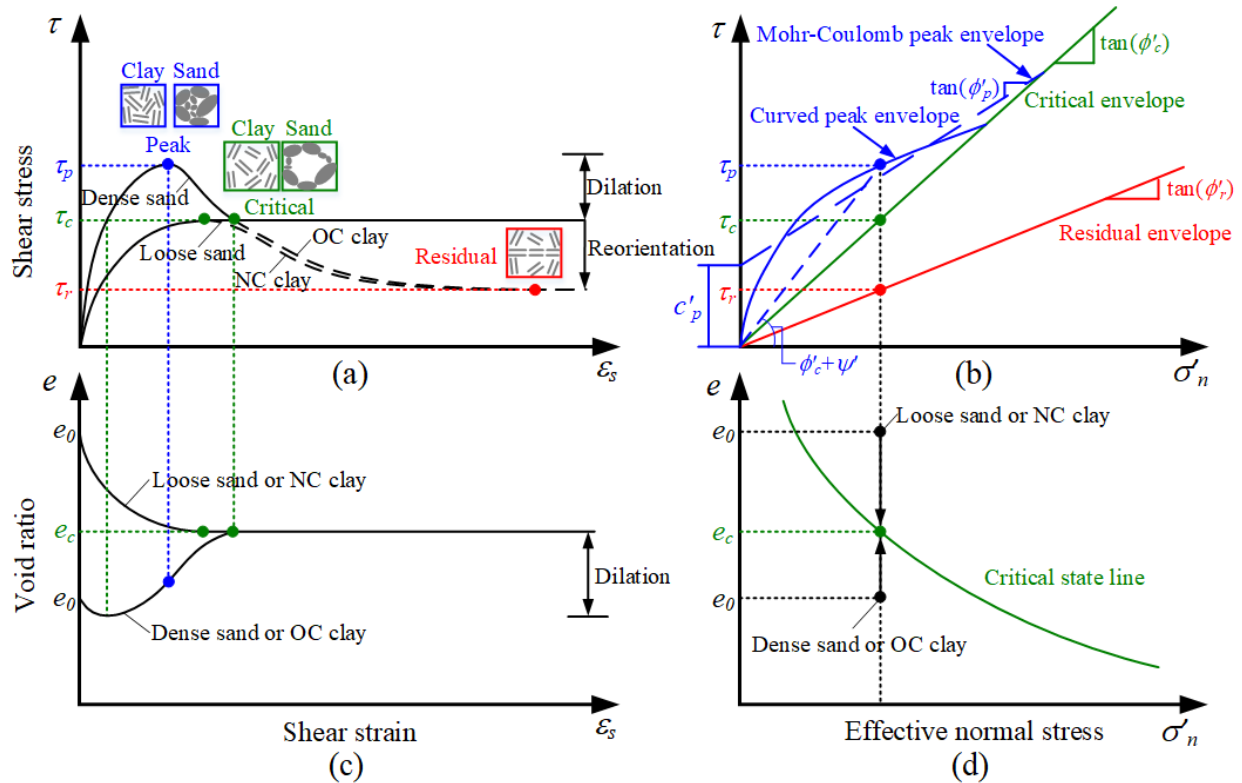 τ
Clay Sand
Peak
Clay Sand
τp
Dense sand
Critical
Dilation
τc
Loose sand
OC clay
NC clay
Reorientation
Residual
τr
Shear stress
(a)
εs
τ
Mohr-Coulomb peak envelope
tan(ϕ′c)
tan(ϕ′p)
Critical envelope
Curved peak envelope
τp
τc
tan(ϕ′r)
Residual envelope
τr
c′p
ϕ′c+ψ′
(b)
σ′n
e
e0
Loose sand or NC clay
ec
Void ratio
Dilation
e0
Dense sand or OC clay
Shear strain
εs
(c)
e
e0
Loose sand or NC clay
ec
Critical state line
e0
Dense sand or OC clay
Effective normal stress
σ′n
(d)